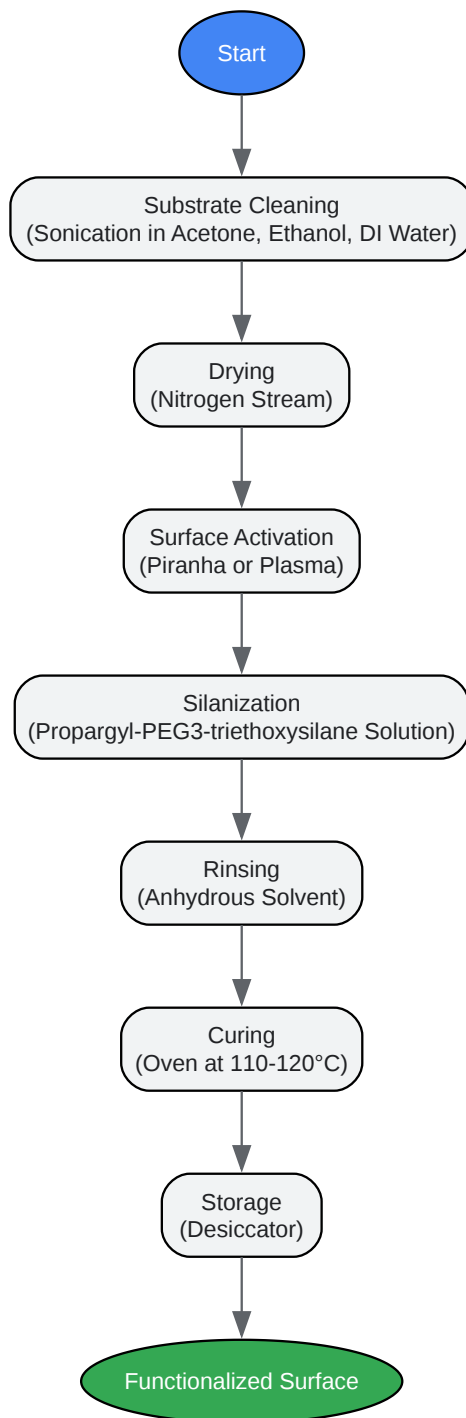 Start
Substrate Cleaning
(Sonication in Acetone, Ethanol, DI Water)
Drying
(Nitrogen Stream)
Surface Activation
(Piranha or Plasma)
Silanization
(Propargyl-PEG3-triethoxysilane Solution)
Rinsing
(Anhydrous Solvent)
Curing
(Oven at 110-120°C)
Storage
(Desiccator)
Functionalized Surface